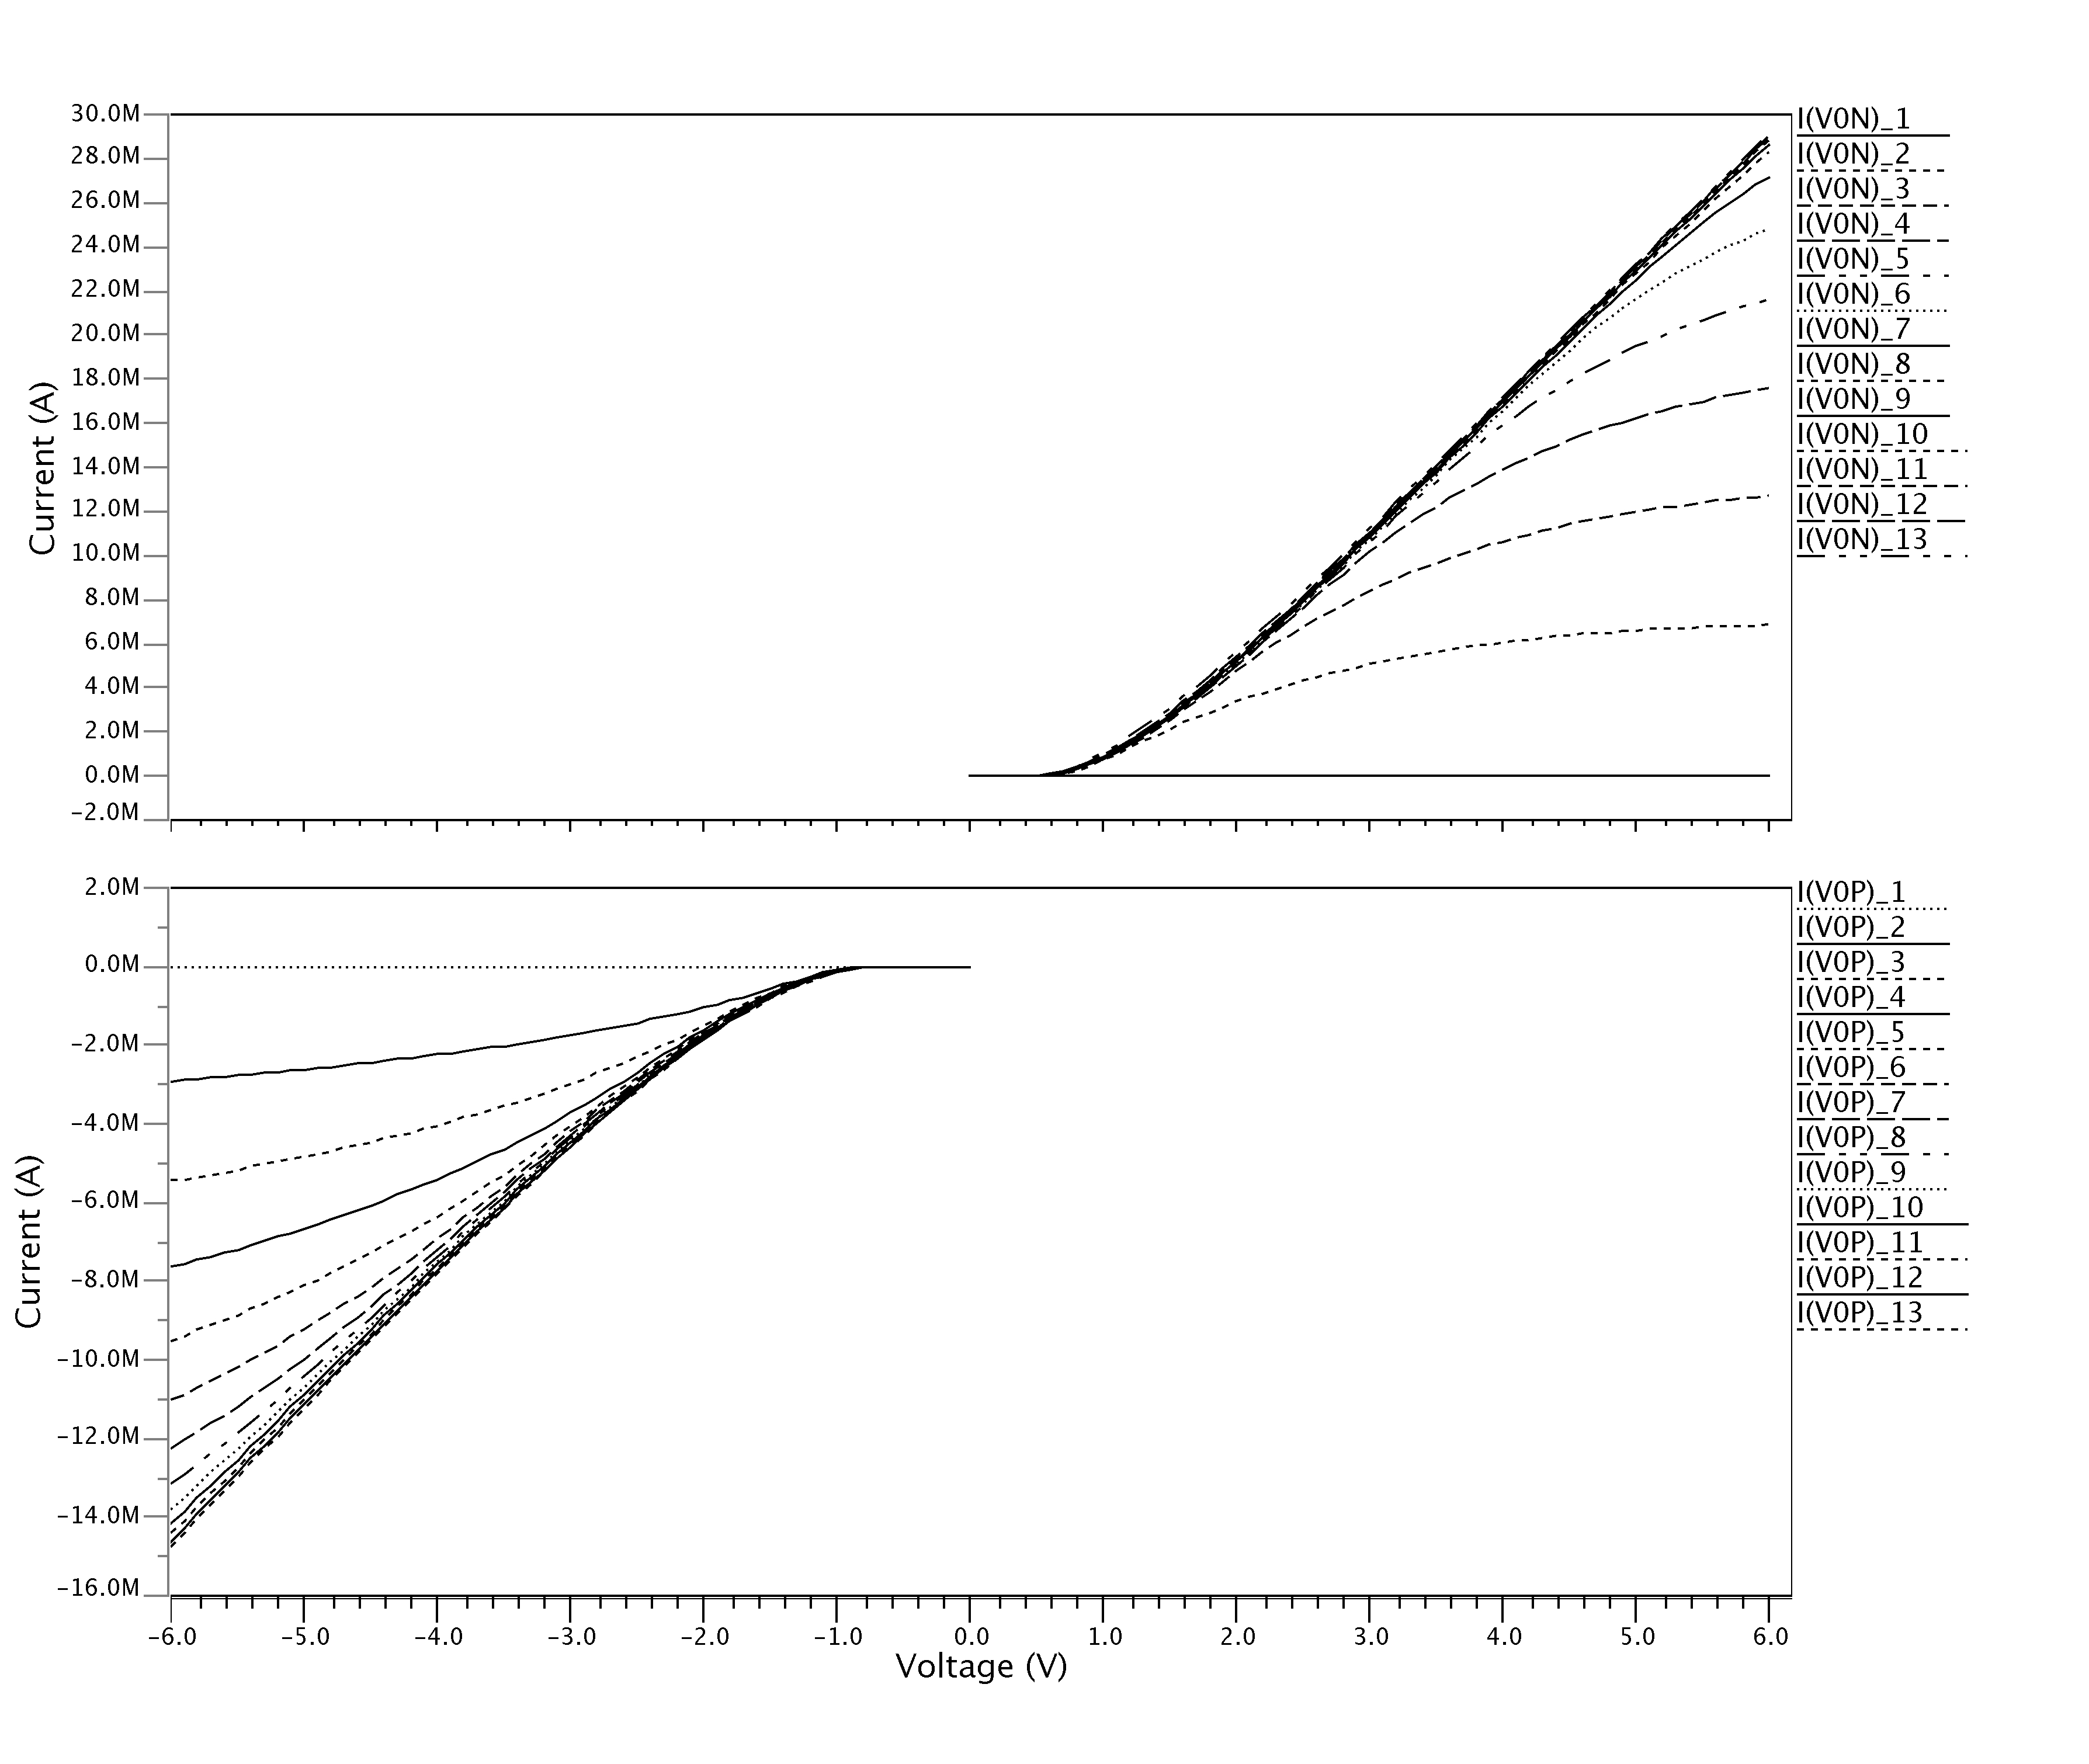 30.0M
28.0M
26.0M
24.0M
22.0M
20.0M
18.0M
16.0M
14.0M
12.0M
10.0M
8.0M
6.0M
4.0M
2.0M
0.0M
–2.0M
Current (A)
I(V0N)_1
I(V0N)_2
I(V0N)_3
I(V0N)_4
I(V0N)_5
I(V0N)_6
I(V0N)_7
I(V0N)_8
I(V0N)_9
I(V0N)_10
I(V0N)_11
I(V0N)_12
I(V0N)_13
2.0M
0.0M
–2.0M
–4.0M
–6.0M
–8.0M
–10.0M
–12.0M
–14.0M
–16.0M
Current (A)
I(V0P)_1
I(V0P)_2
I(V0P)_3
I(V0P)_4
I(V0P)_5
I(V0P)_6
I(V0P)_7
I(V0P)_8
I(V0P)_9
I(V0P)_10
I(V0P)_11
I(V0P)_12
I(V0P)_13
–6.0 –5.0 –4.0 –3.0 –2.0 –1.0 0.0 1.0 2.0 3.0 4.0 5.0 6.0
Voltage (V)